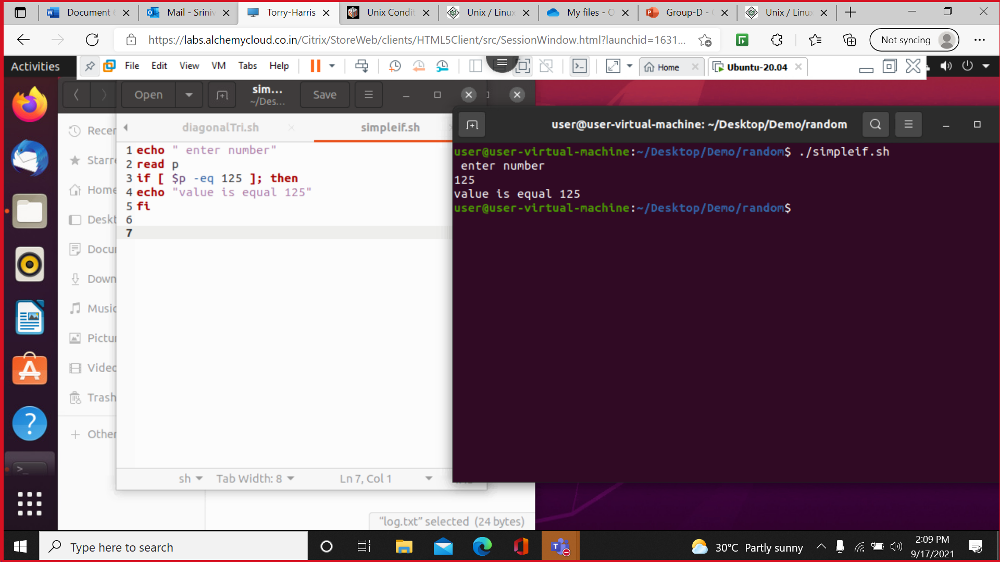 Document 6
Mail - Sriniv
Torry-Harris
Unix Condit
Unix / Linux
My files - O
Group-D -
Unix / Linux
https://labs.alchemycloud.co.in/Citrix/StoreWeb/clients/HTML5Client/src/SessionWindow.html?launchid=1631...
Not syncing
Activities
File Edit View VM Tabs Help
Home
Ubuntu-20.04
Open
sim...
~/Des...
Save
diagonalTri.sh
simpleif.sh
Recer
Starre
Home
Deskt
Docu
Down
Music
Pictu
Video
Trash
Other
1 echo " enter number"
2 read p
3 if [ $p -eq 125 ]; then
4 echo "value is equal 125"
5 fi
6
7
sh
Tab Width: 8
Ln 7, Col 1
“log.txt” selected (24 bytes)
user@user-virtual-machine: ~/Desktop/Demo/random
user@user-virtual-machine:~/Desktop/Demo/random$ ./simpleif.sh
 enter number
125
value is equal 125
user@user-virtual-machine:~/Desktop/Demo/random$
Type here to search
30°C Partly sunny
2:09 PM
9/17/2021